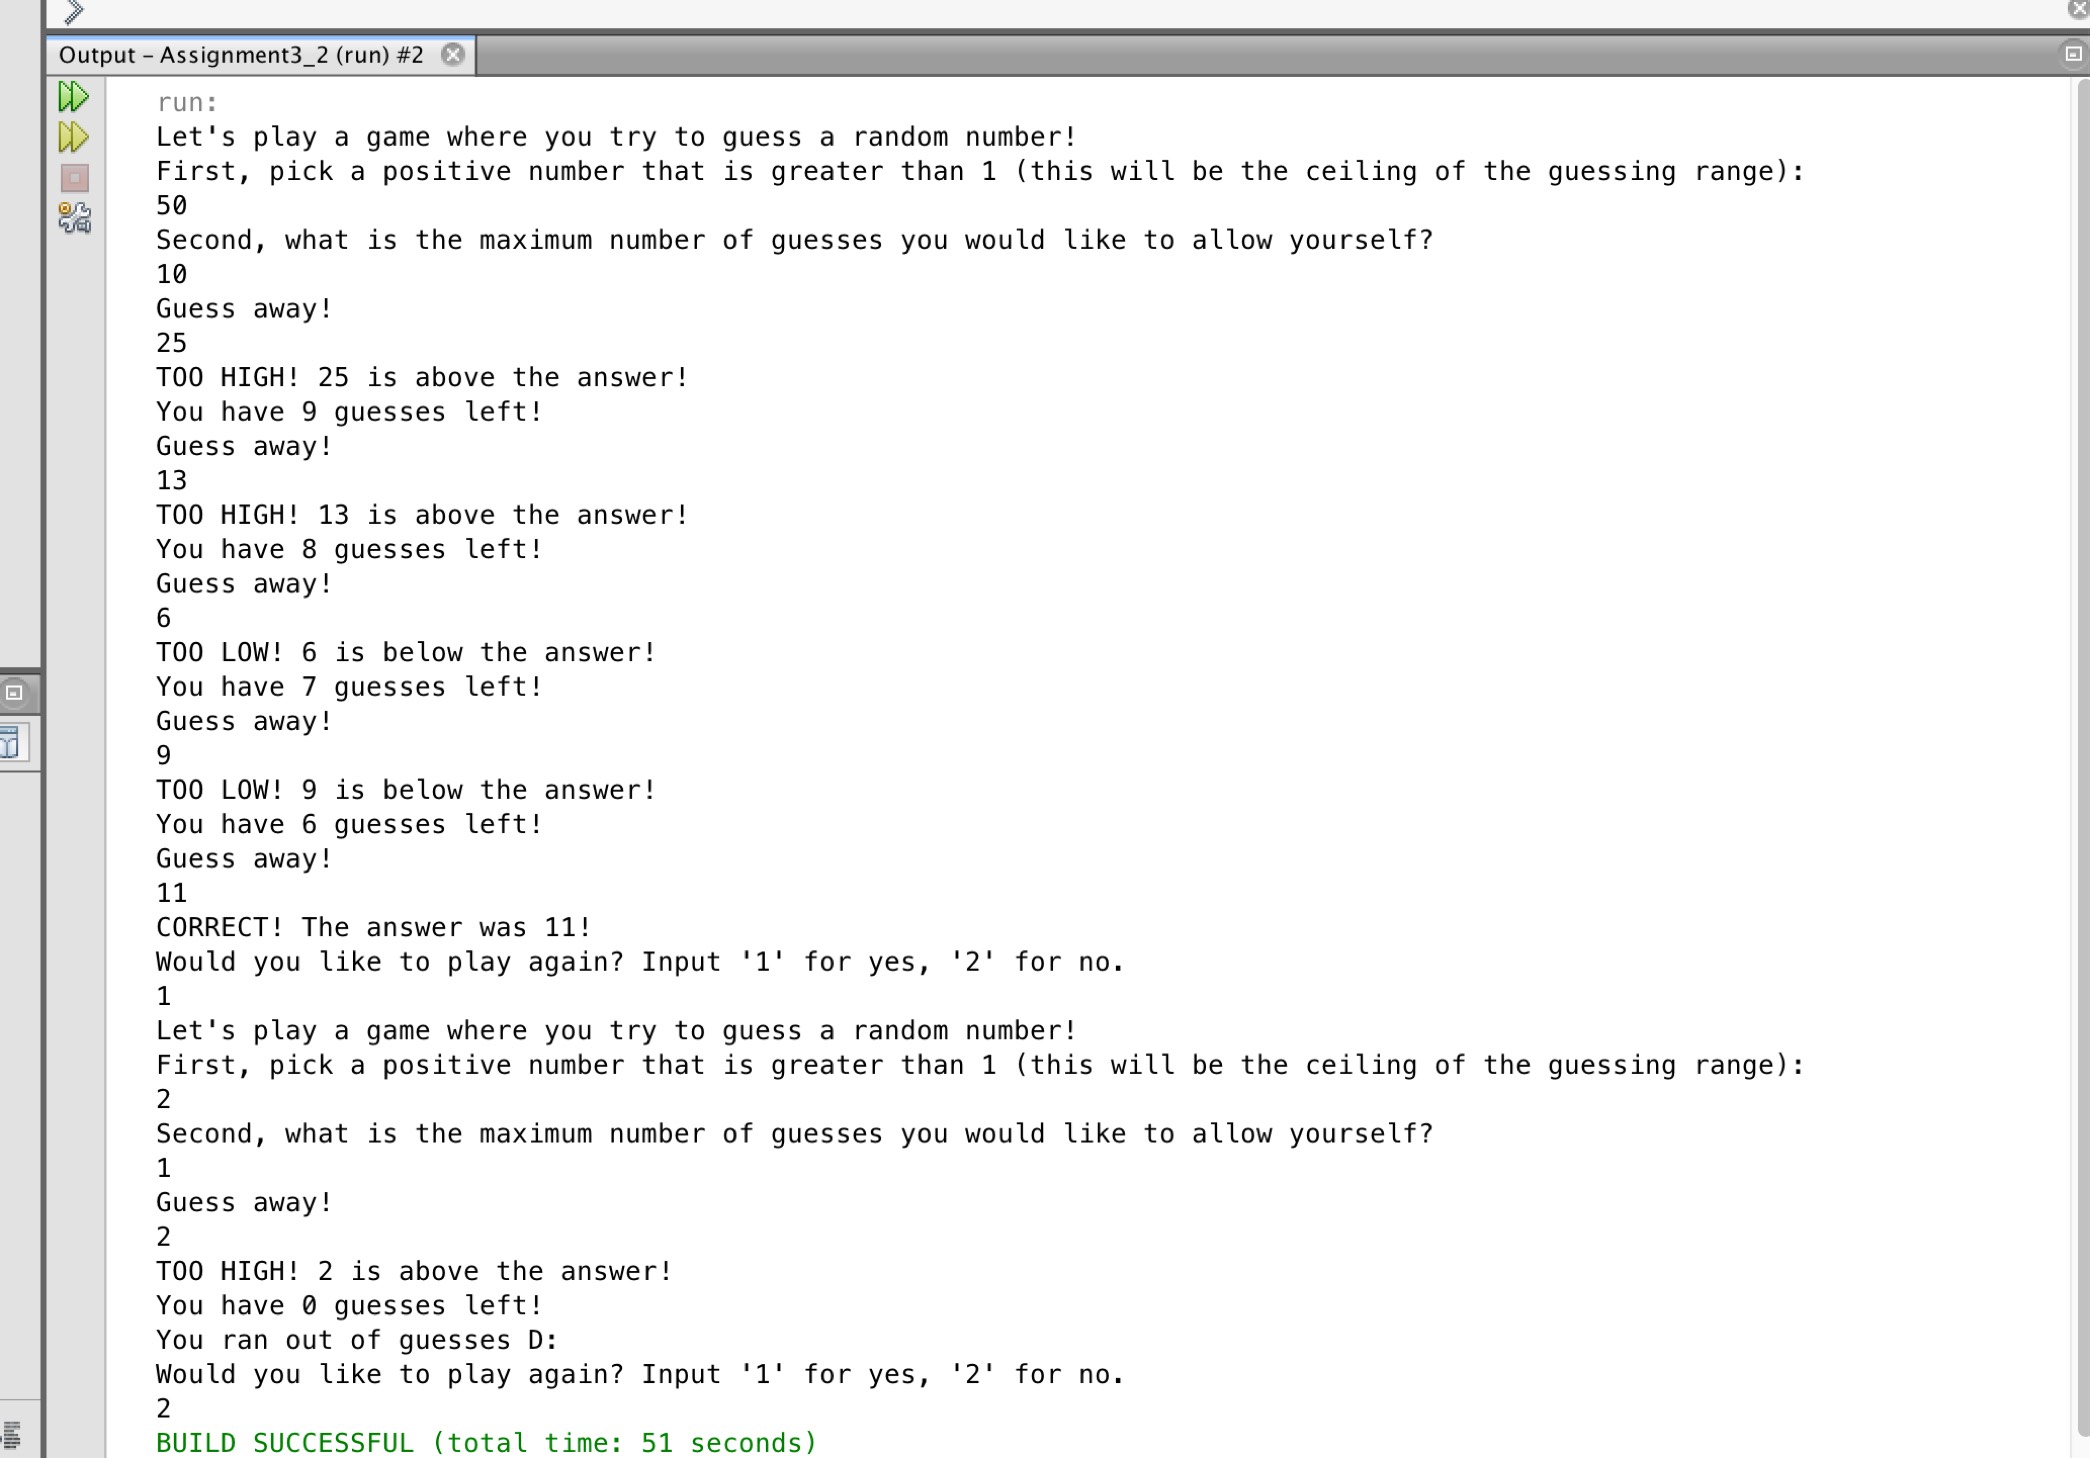 Output – Assignment3_2 (run) #2
run:
Let's play a game where you try to guess a random number!
First, pick a positive number that is greater than 1 (this will be the ceiling of the guessing range):
50
Second, what is the maximum number of guesses you would like to allow yourself?
10
Guess away!
25
TOO HIGH! 25 is above the answer!
You have 9 guesses left!
Guess away!
13
TOO HIGH! 13 is above the answer!
You have 8 guesses left!
Guess away!
6
TOO LOW! 6 is below the answer!
You have 7 guesses left!
Guess away!
9
TOO LOW! 9 is below the answer!
You have 6 guesses left!
Guess away!
11
CORRECT! The answer was 11!
Would you like to play again? Input '1' for yes, '2' for no.
1
Let's play a game where you try to guess a random number!
First, pick a positive number that is greater than 1 (this will be the ceiling of the guessing range):
2
Second, what is the maximum number of guesses you would like to allow yourself?
1
Guess away!
2
TOO HIGH! 2 is above the answer!
You have 0 guesses left!
You ran out of guesses D:
Would you like to play again? Input '1' for yes, '2' for no.
2
BUILD SUCCESSFUL (total time: 51 seconds)